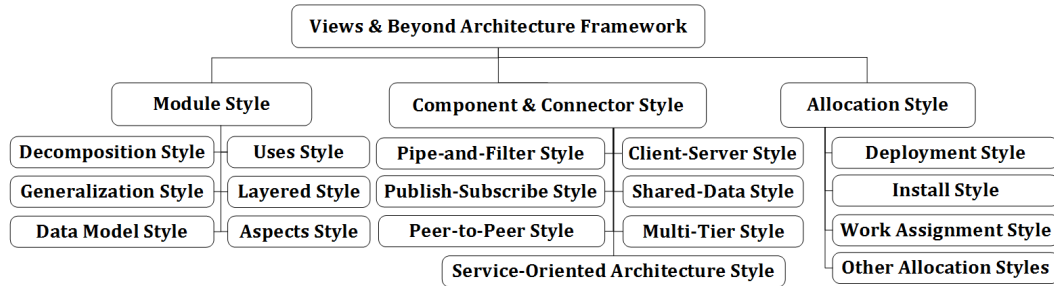 Views & Beyond Architecture Framework
Module Style
Component & Connector Style
Allocation Style
Decomposition Style
Uses Style
Generalization Style
Layered Style
Data Model Style
Aspects Style
Pipe-and-Filter Style
Client-Server Style
Publish-Subscribe Style
Shared-Data Style
Peer-to-Peer Style
Multi-Tier Style
Service-Oriented Architecture Style
Deployment Style
Install Style
Work Assignment Style
Other Allocation Styles